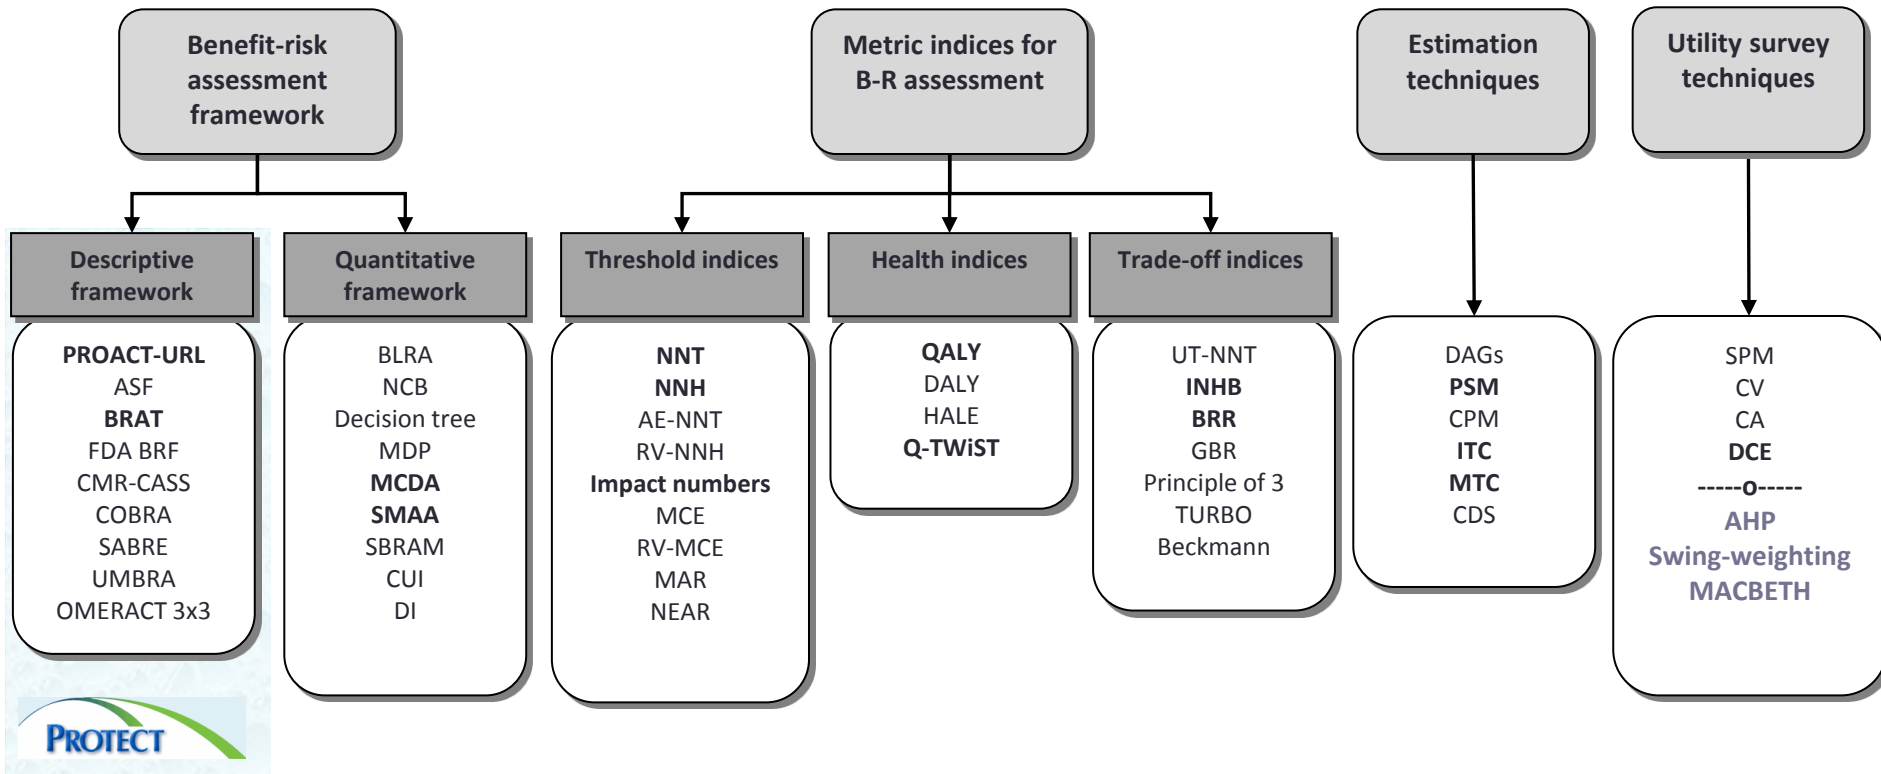 Benefit-risk
assessment
framework
Metric indices for
B-R assessment
Estimation
techniques
Utility survey
techniques
Descriptive
framework
Quantitative
framework
Threshold indices
Health indices
Trade-off indices
PROACT-URL
ASF
BRAT
FDA BRF
CMR-CASS
COBRA
SABRE
UMBRA
OMERACT 3x3
BLRA
NCB
Decision tree
MDP
MCDA
SMAA
SBRAM
CUI
DI
NNT
NNH
AE-NNT
RV-NNH
Impact numbers
MCE
RV-MCE
MAR
NEAR
QALY
DALY
HALE
Q-TWiST
UT-NNT
INHB
BRR
GBR
Principle of 3
TURBO
Beckmann
DAGs
PSM
CPM
ITC
MTC
CDS
SPM
CV
CA
DCE
-----o-----
AHP
Swing-weighting
MACBETH
PROTECT